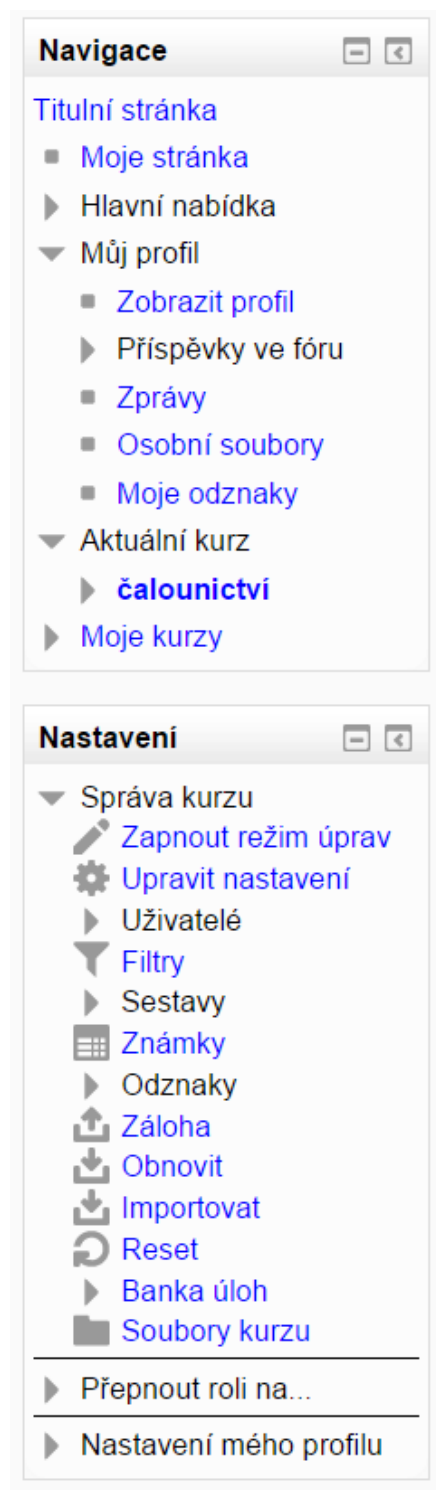 Navigace
Titulní stránka
Moje stránka
Hlavní nabídka
Můj profil
Zobrazit profil
Příspěvky ve fóru
Zprávy
Osobní soubory
Moje odznaky
Aktuální kurz
čalounictví
Moje kurzy
Nastavení
Správa kurzu
Zapnout režim úprav
Upravit nastavení
Uživatelé
Filtry
Sestavy
Známky
Odznaky
Záloha
Obnovit
Importovat
Reset
Banka úloh
Soubory kurzu
Přepnout roli na...
Nastavení mého profilu